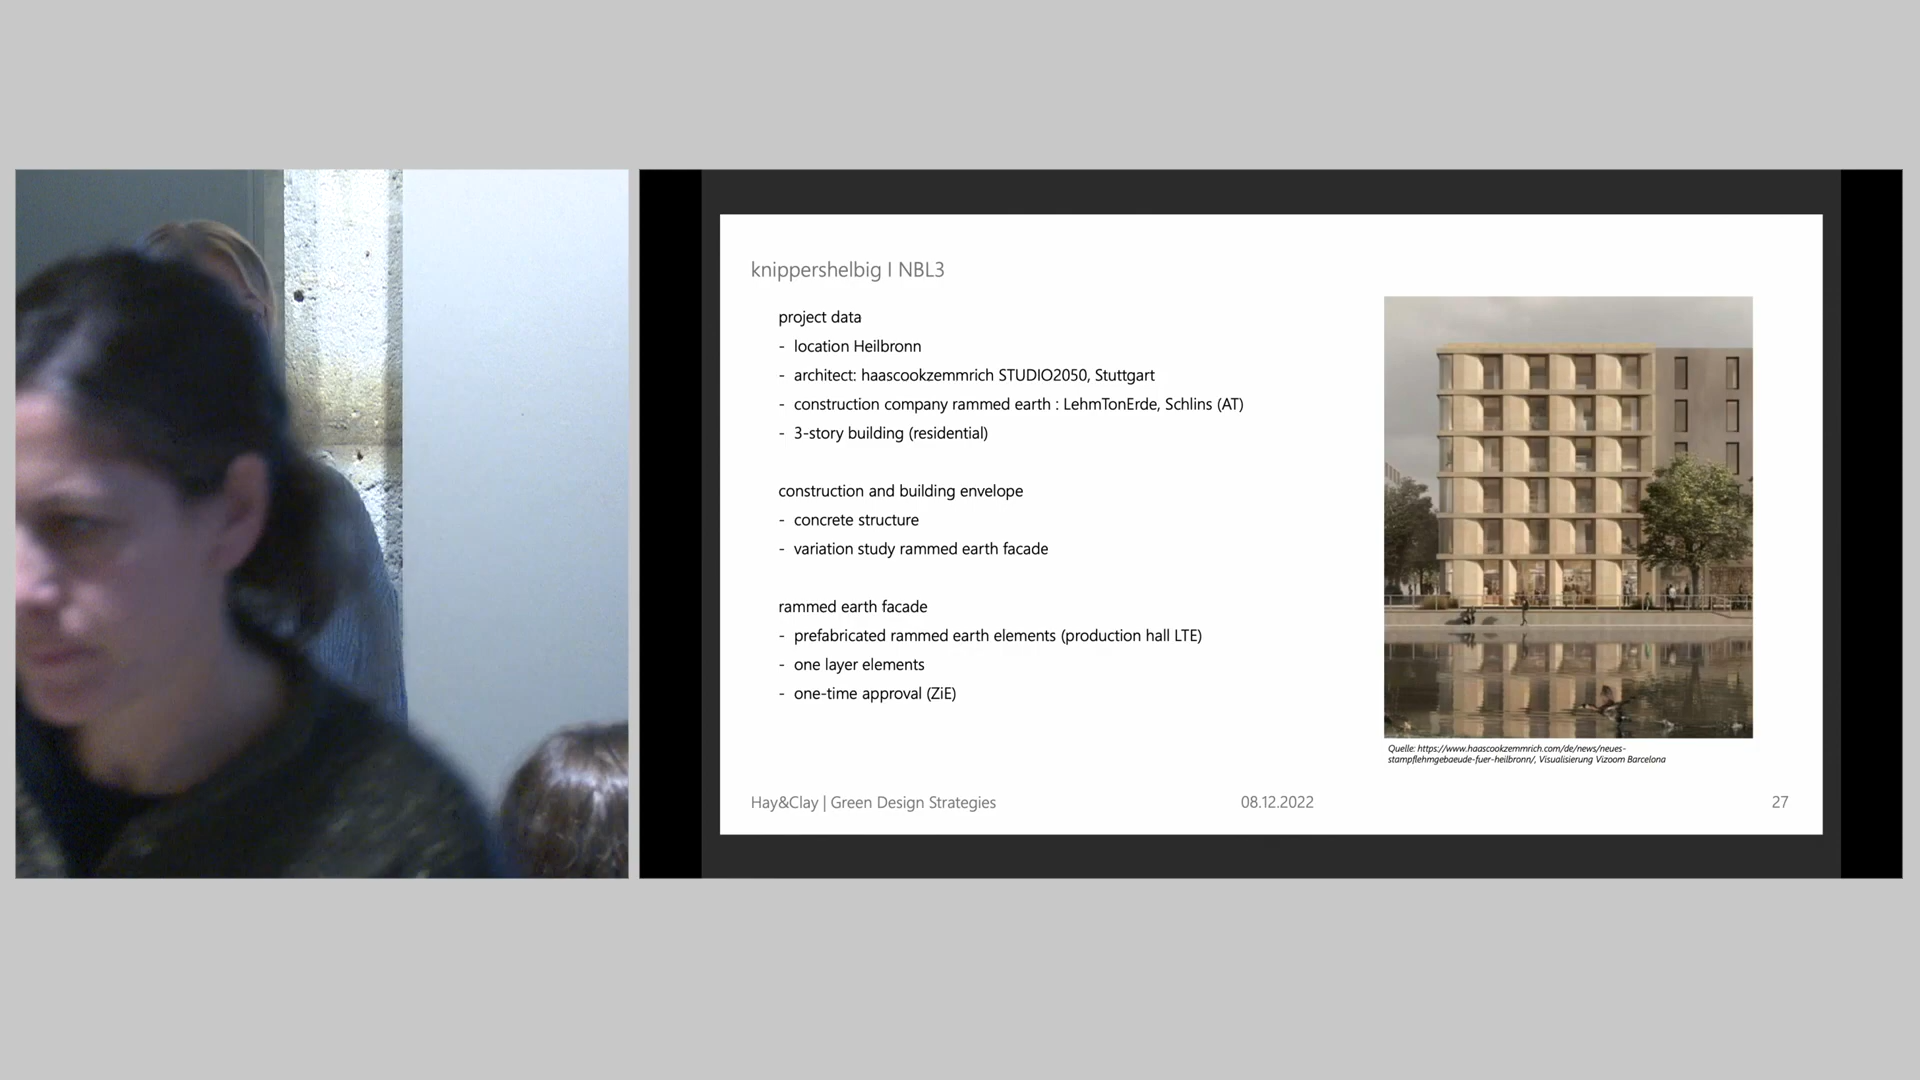 knippershelbig I NBL3
project data
- location Heilbronn
- architect: haascookzemmrich STUDIO2050, Stuttgart
- construction company rammed earth : LehmTonErde, Schlins (AT)
- 3-story building (residential)
construction and building envelope
- concrete structure
- variation study rammed earth facade
rammed earth facade
- prefabricated rammed earth elements (production hall LTE)
- one layer elements
- one-time approval (ZiE)
Quelle: https://www.haascookzemmrich.com/de/news/neues-
stampflehmgebaeude-fuer-heilbronn/, Visualisierung Vizoom Barcelona
Hay&Clay | Green Design Strategies 08.12.2022 27